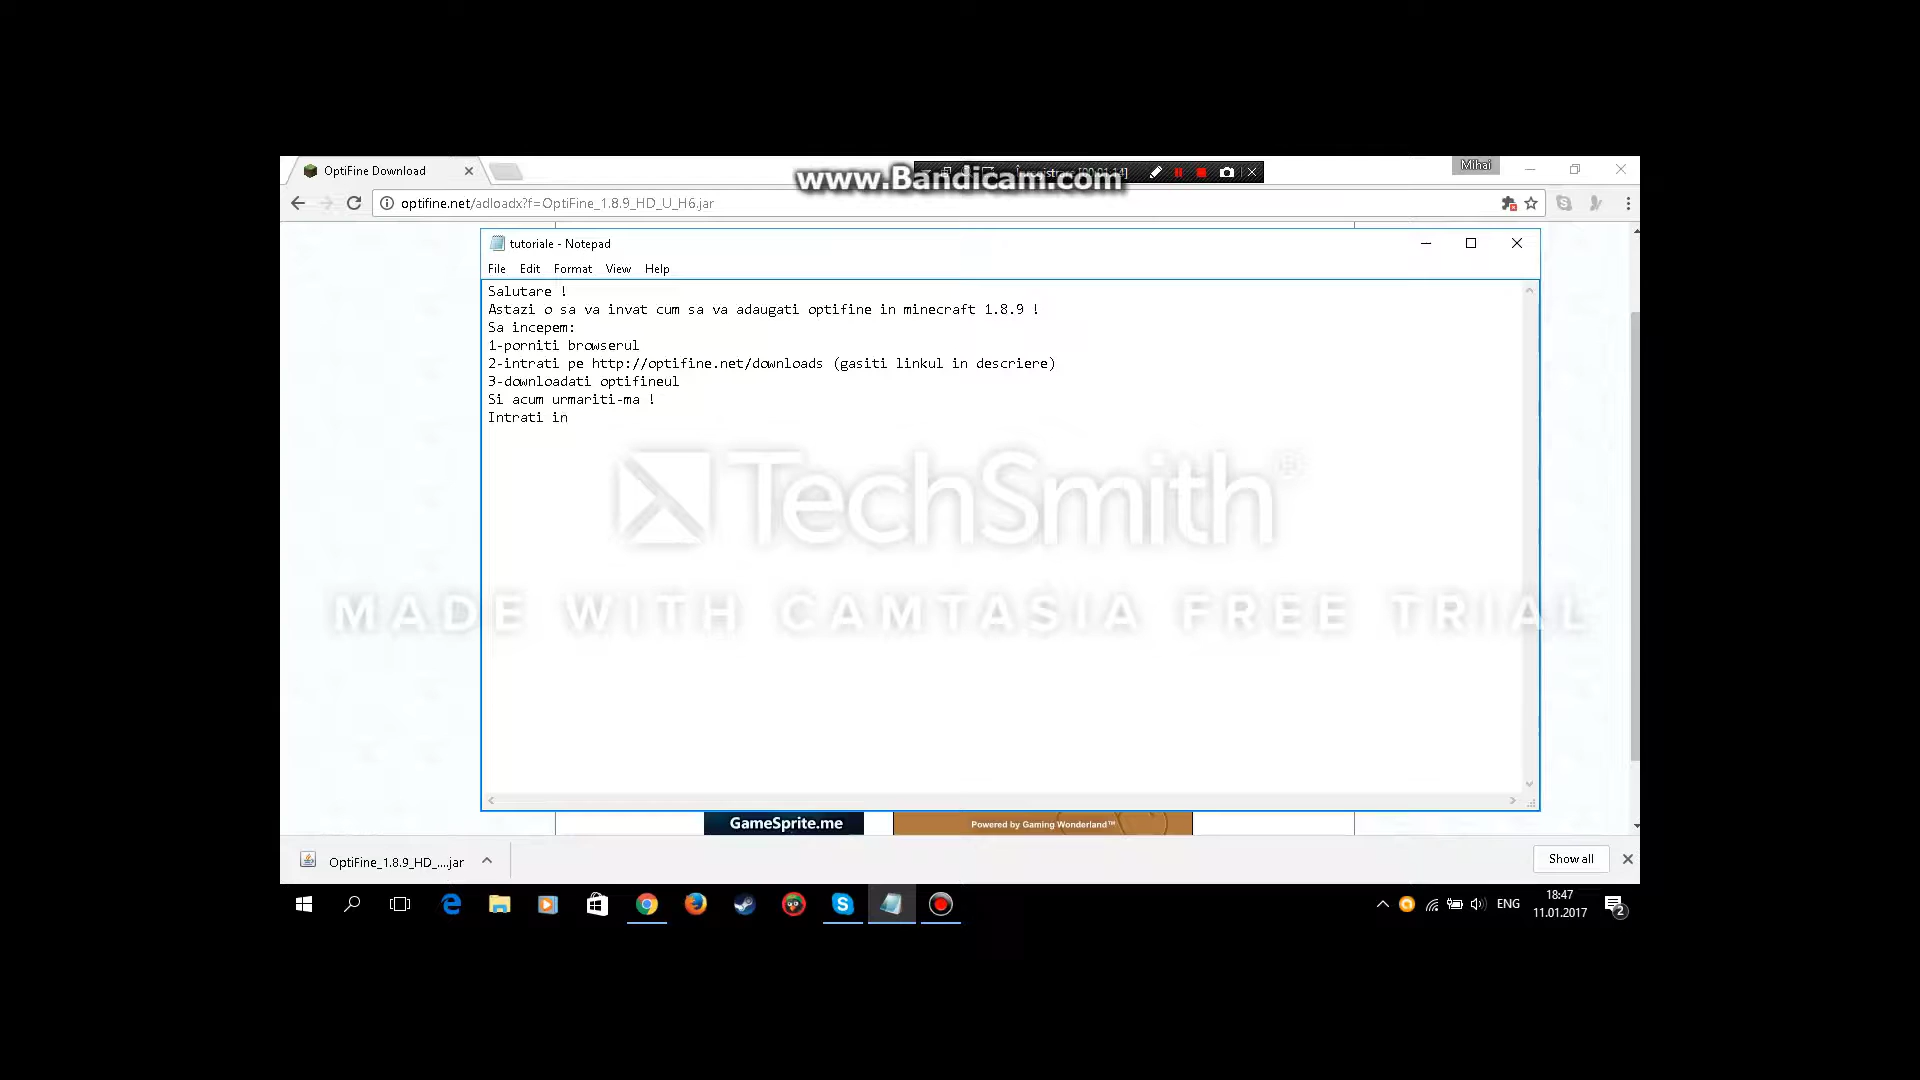 OptiFine Download
www.Bandicam.com
Mihai
optifine.net/adloadx?f=OptiFine_1.8.9_HD_U_H6.jar
tutoriale - Notepad
File Edit Format View Help
Salutare !
Astazi o sa va invat cum sa va adaugati optifine in minecraft 1.8.9 !
Sa incepem:
1-porniti browserul
2-intrati pe http://optifine.net/downloads (gasiti linkul in descriere)
3-downloadati optifineul
Si acum urmariti-ma !
Intrati in
TechSmith®
MADE WITH CAMTASIA FREE TRIAL
GameSprite.me
Powered by Gaming Wonderland™
OptiFine_1.8.9_HD_....jar
Show all
ENG
18:47
11.01.2017
2